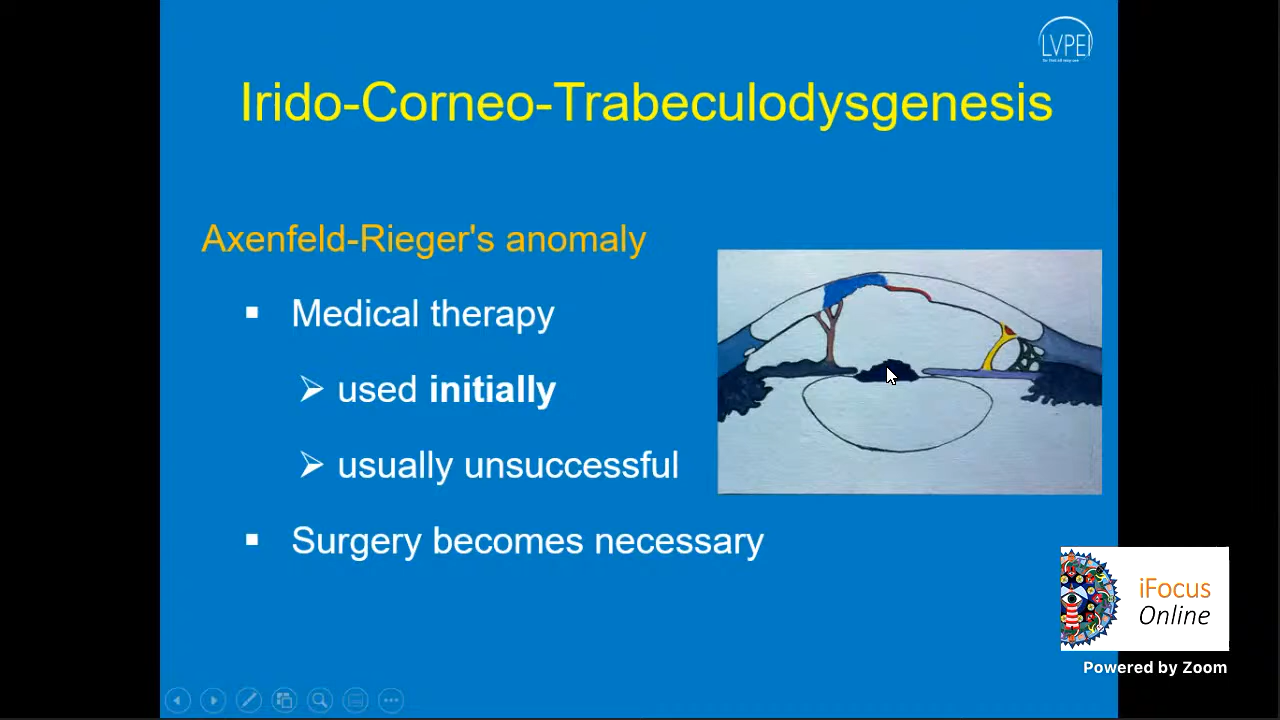 LVPEI
Irido-Corneo-Trabeculodysgenesis
Axenfeld-Rieger's anomaly
Medical therapy
used initially
usually unsuccessful
Surgery becomes necessary
iFocus
Online
Powered by Zoom